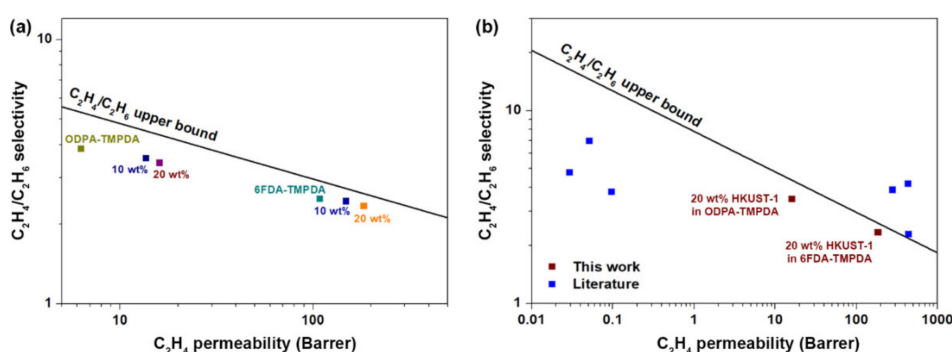 (a)
10
1
C₂H₄/C₂H₆ selectivity
C₂H₄/C₂H₆ upper bound
ODPA-TMPDA
10 wt%
20 wt%
6FDA-TMPDA
10 wt%
20 wt%
10
100
C₂H₄ permeability (Barrer)
(b)
10
1
C₂H₄/C₂H₆ selectivity
C₂H₄/C₂H₆ upper bound
20 wt% HKUST-1
in ODPA-TMPDA
20 wt% HKUST-1
in 6FDA-TMPDA
This work
Literature
0.01
0.1
1
10
100
1000
C₂H₄ permeability (Barrer)